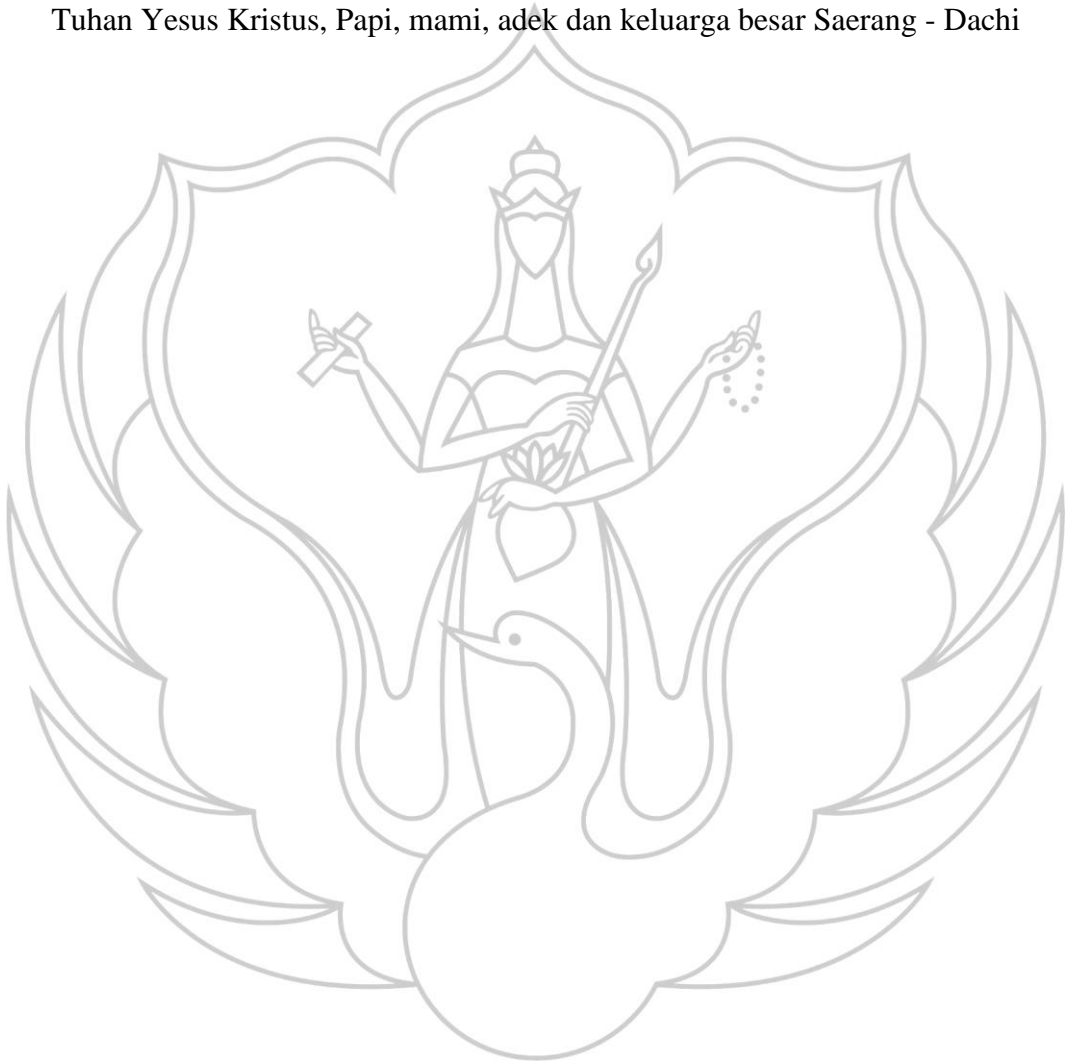 Tuhan Yesus Kristus, Papi, mami, adek dan keluarga besar Saerang - Dachi